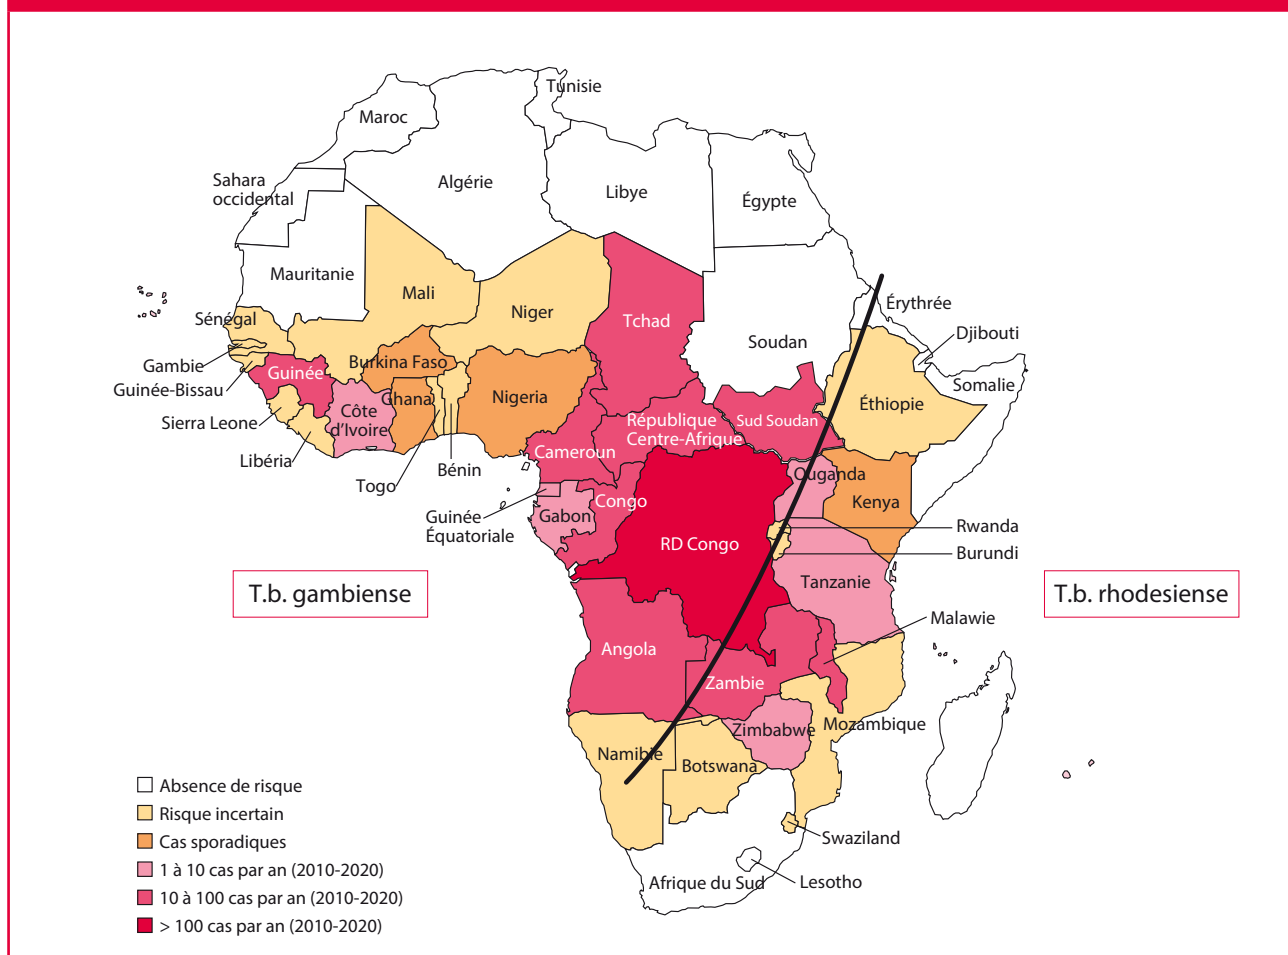 Tunisie
Maroc
Algérie
Libye
Égypte
Sahara
occidental
Mauritanie
Mali
Niger
Tchad
Soudan
Érythrée
Djibouti
Somalie
Sénégal
Gambie
Guinée-Bissau
Guinée
Sierra Leone
Libéria
Côte
d’Ivoire
Burkina Faso
Ghana
Togo
Bénin
Nigeria
Cameroun
République
Centre-Afrique
Sud Soudan
Éthiopie
Guinée
Équatoriale
Gabon
Congo
RD Congo
Ouganda
Kenya
Rwanda
Burundi
Tanzanie
T.b. gambiense
T.b. rhodesiense
Malawie
Angola
Zambie
Mozambique
Zimbabwe
Namibie
Botswana
Swaziland
Lesotho
Afrique du Sud
Absence de risque
Risque incertain
Cas sporadiques
1 à 10 cas par an (2010-2020)
10 à 100 cas par an (2010-2020)
> 100 cas par an (2010-2020)